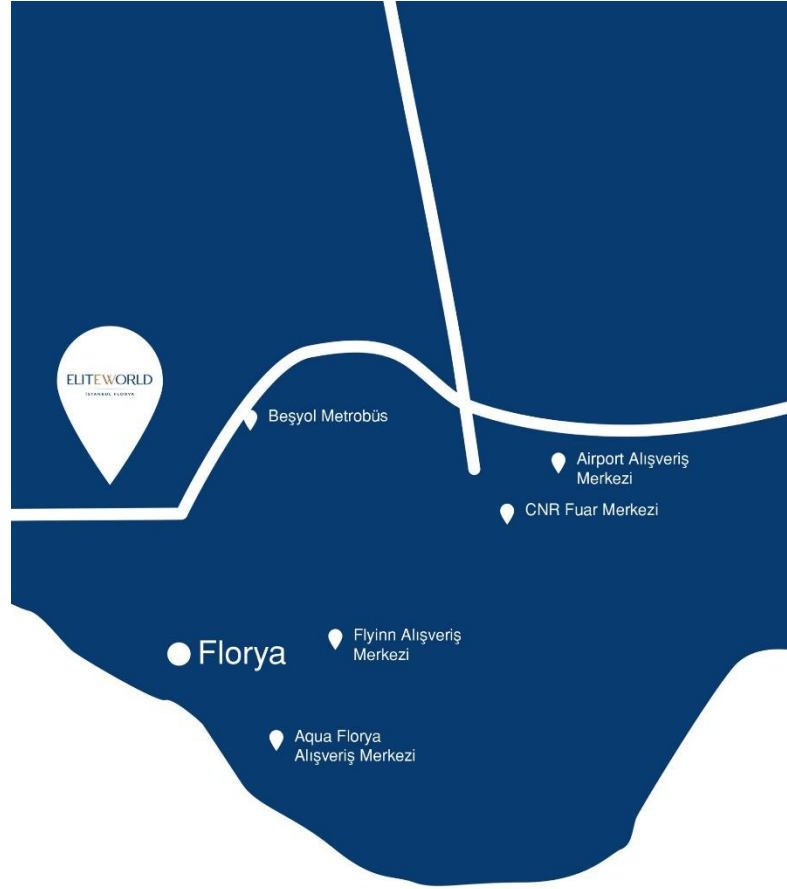 ELITEWORLD
İSTANBUL FLORYA
Beşyol Metrobüs
Airport Alışveriş
Merkezi
CNR Fuar Merkezi
Flyinn Alışveriş
Merkezi
Florya
Aqua Florya
Alışveriş Merkezi